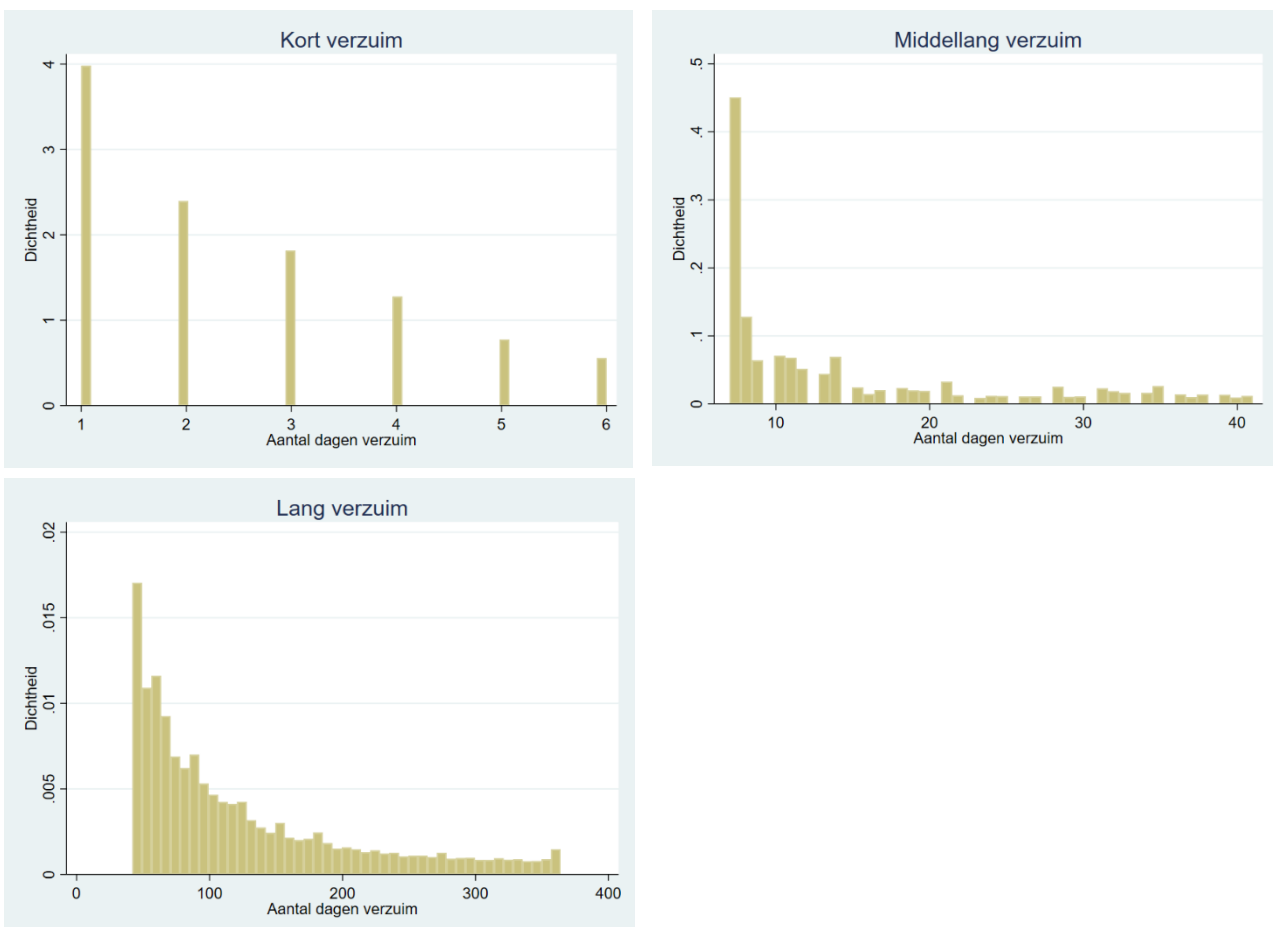 Kort verzuim
Dichtheid
4
3
2
1
0
1 2 3 4 5 6
Aantal dagen verzuim
Middellang verzuim
Dichtheid
.5
.4
.3
.2
.1
0
10 20 30 40
Aantal dagen verzuim
Lang verzuim
Dichtheid
.02
.015
.01
.005
0
0 100 200 300 400
Aantal dagen verzuim